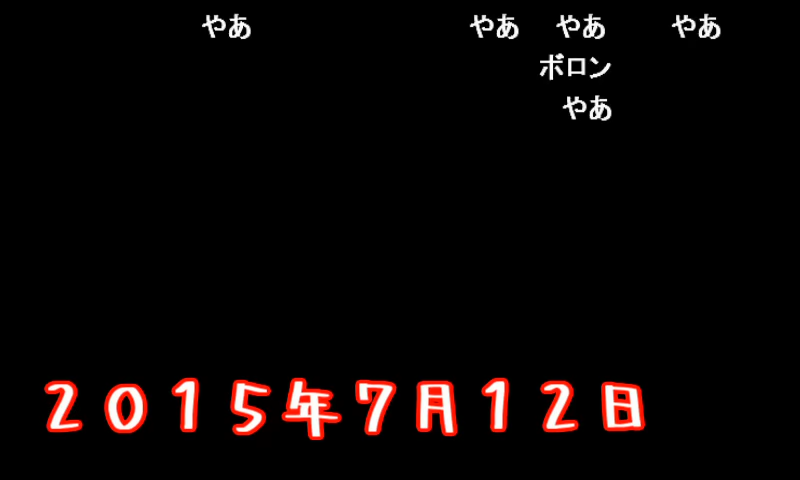 やあ やあ やあ やあ
ボロン
やあ
２０１５年７月１２日